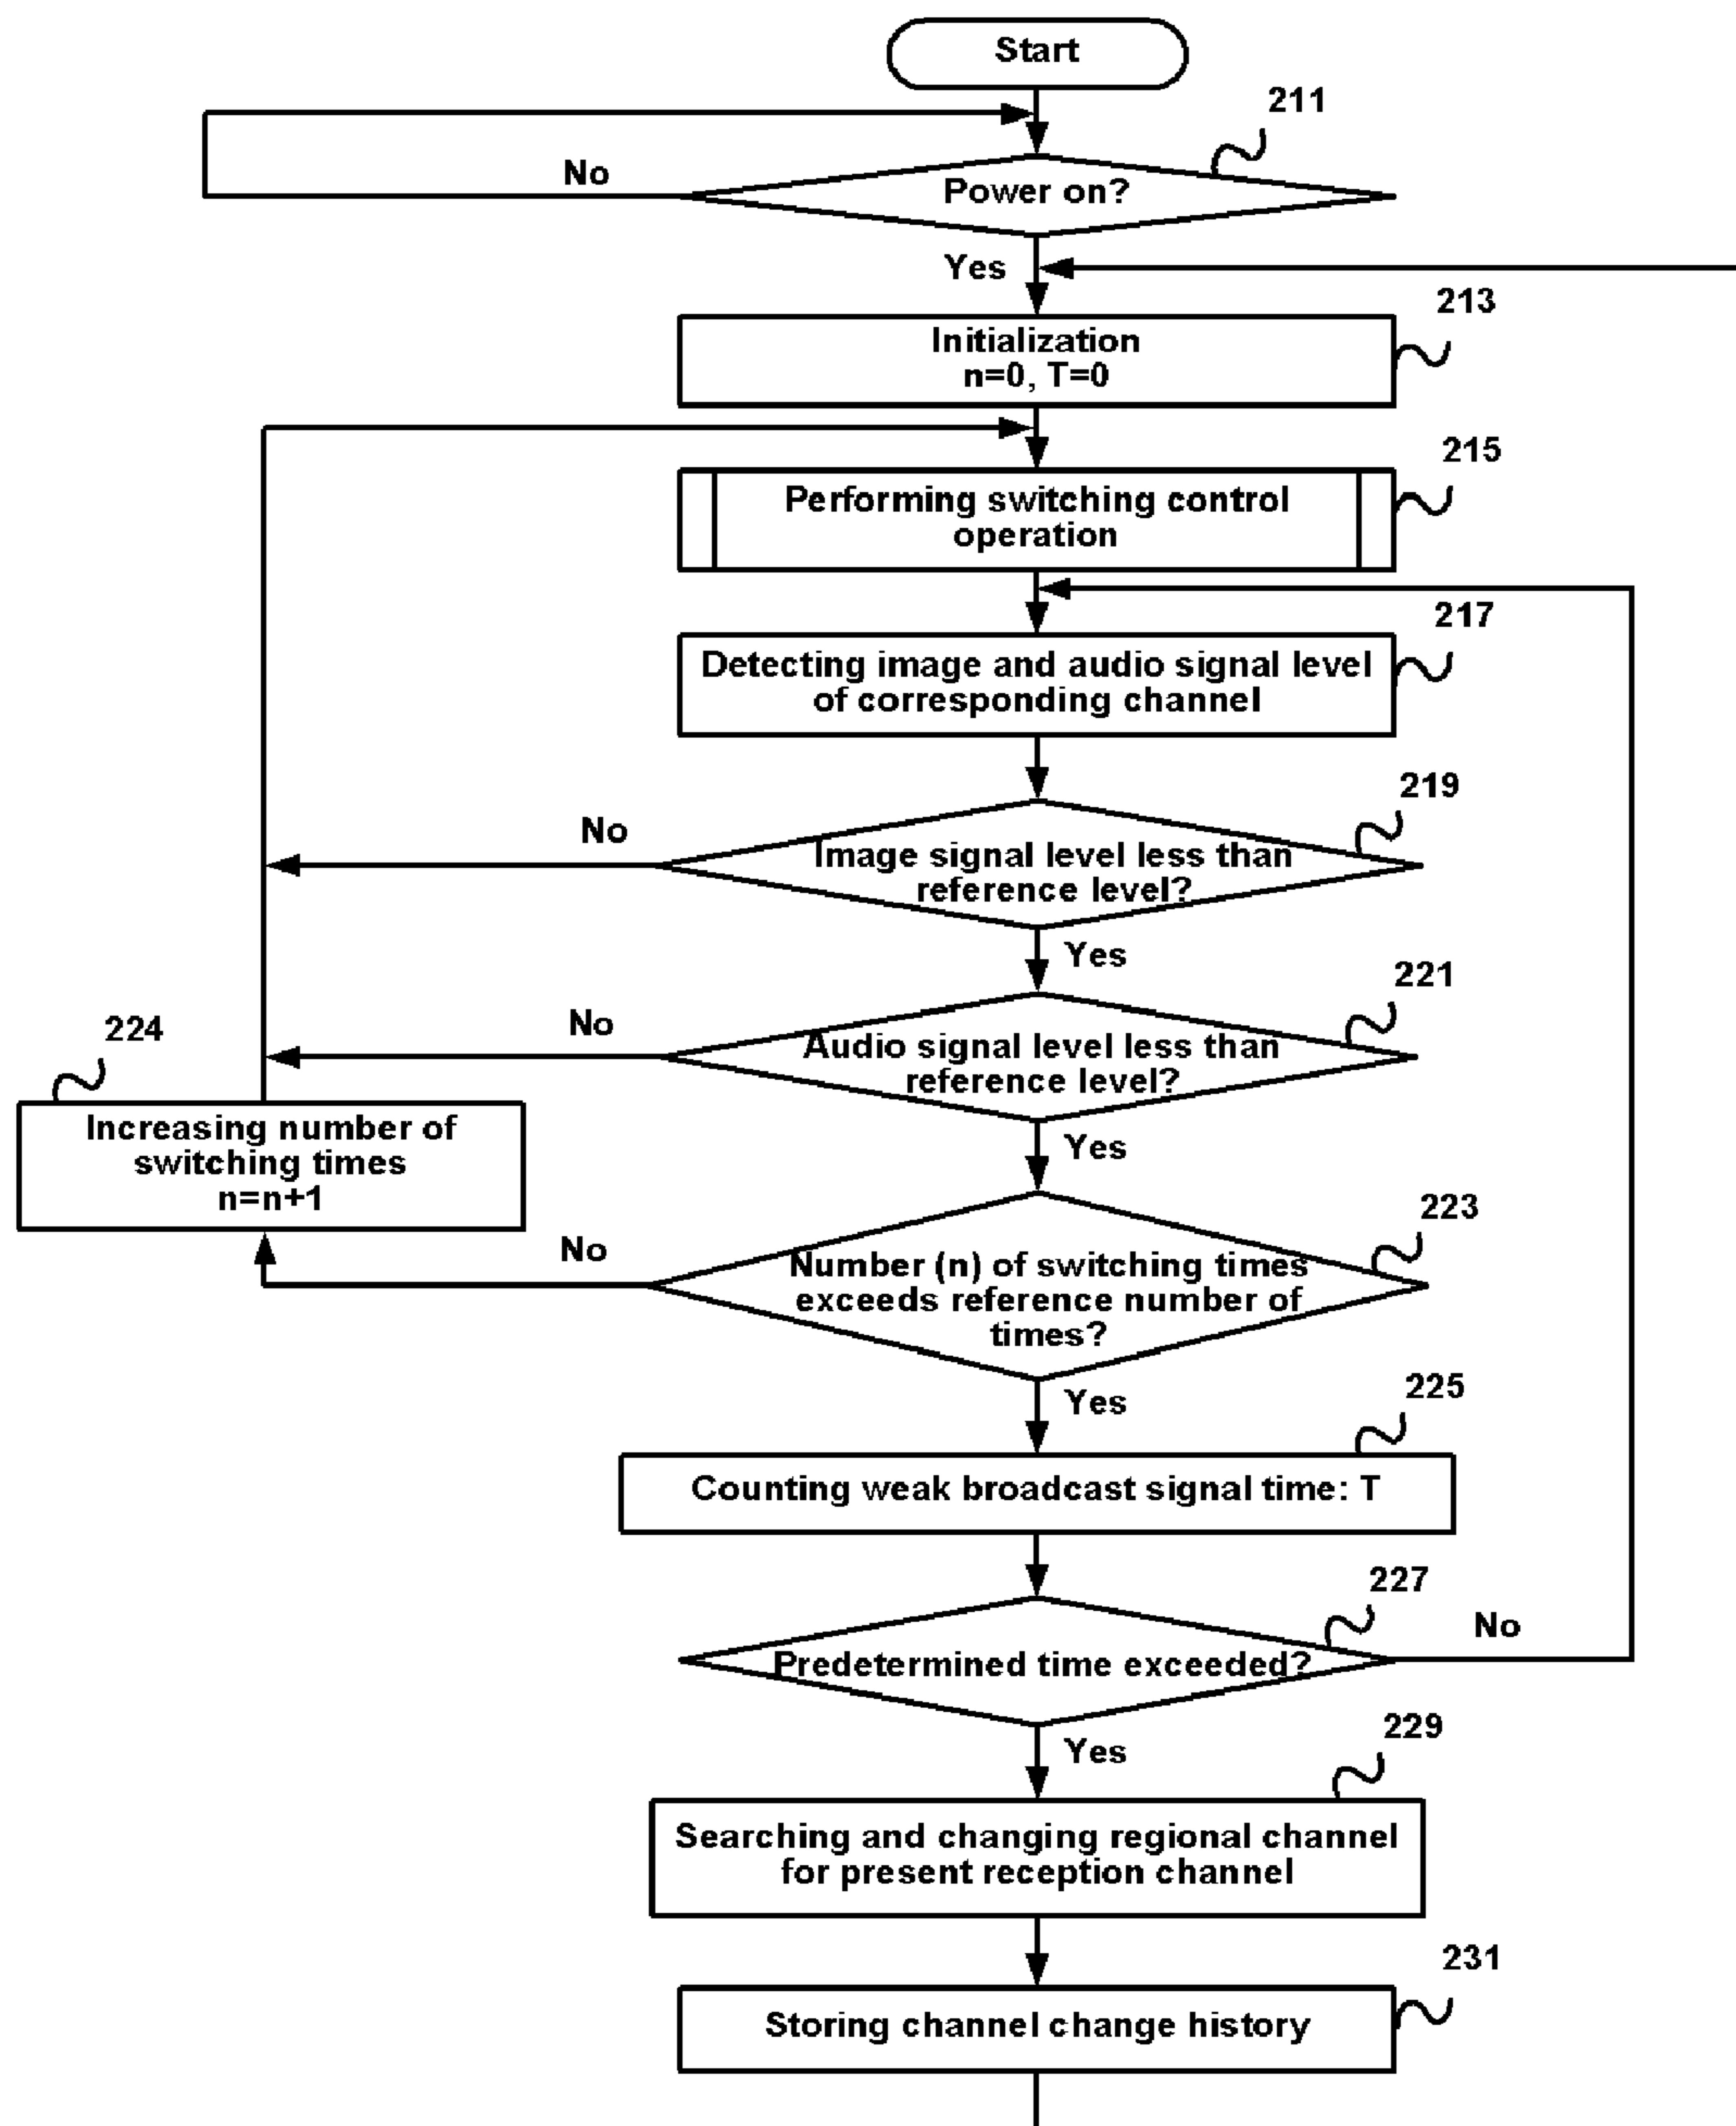 Start
211
No
Power on?
Yes
213
Initialization
n=0, T=0
215
Performing switching control
operation
217
Detecting image and audio signal level
of corresponding channel
219
No
Image signal level less than
reference level?
Yes
221
No
Audio signal level less than
reference level?
224
Increasing number of
switching times
n=n+1
Yes
223
No
Number (n) of switching times
exceeds reference number of
times?
Yes
225
Counting weak broadcast signal time: T
227
No
Predetermined time exceeded?
Yes
229
Searching and changing regional channel
for present reception channel
231
Storing channel change history